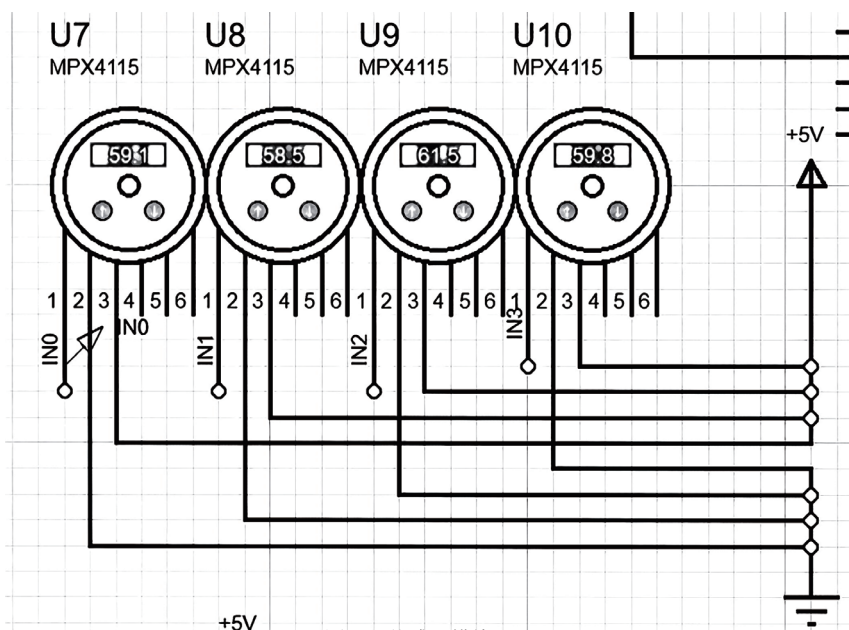 U7 U8 U9 U10
MPX4115 MPX4115 MPX4115 MPX4115
+5V
59.1 58.5 61.5 59.8
1 2 3 4 5 6 1 2 3 4 5 6 1 2 3 4 5 6 1 2 3 4 5 6
IN0
IN0 IN1 IN2 IN3
+5V